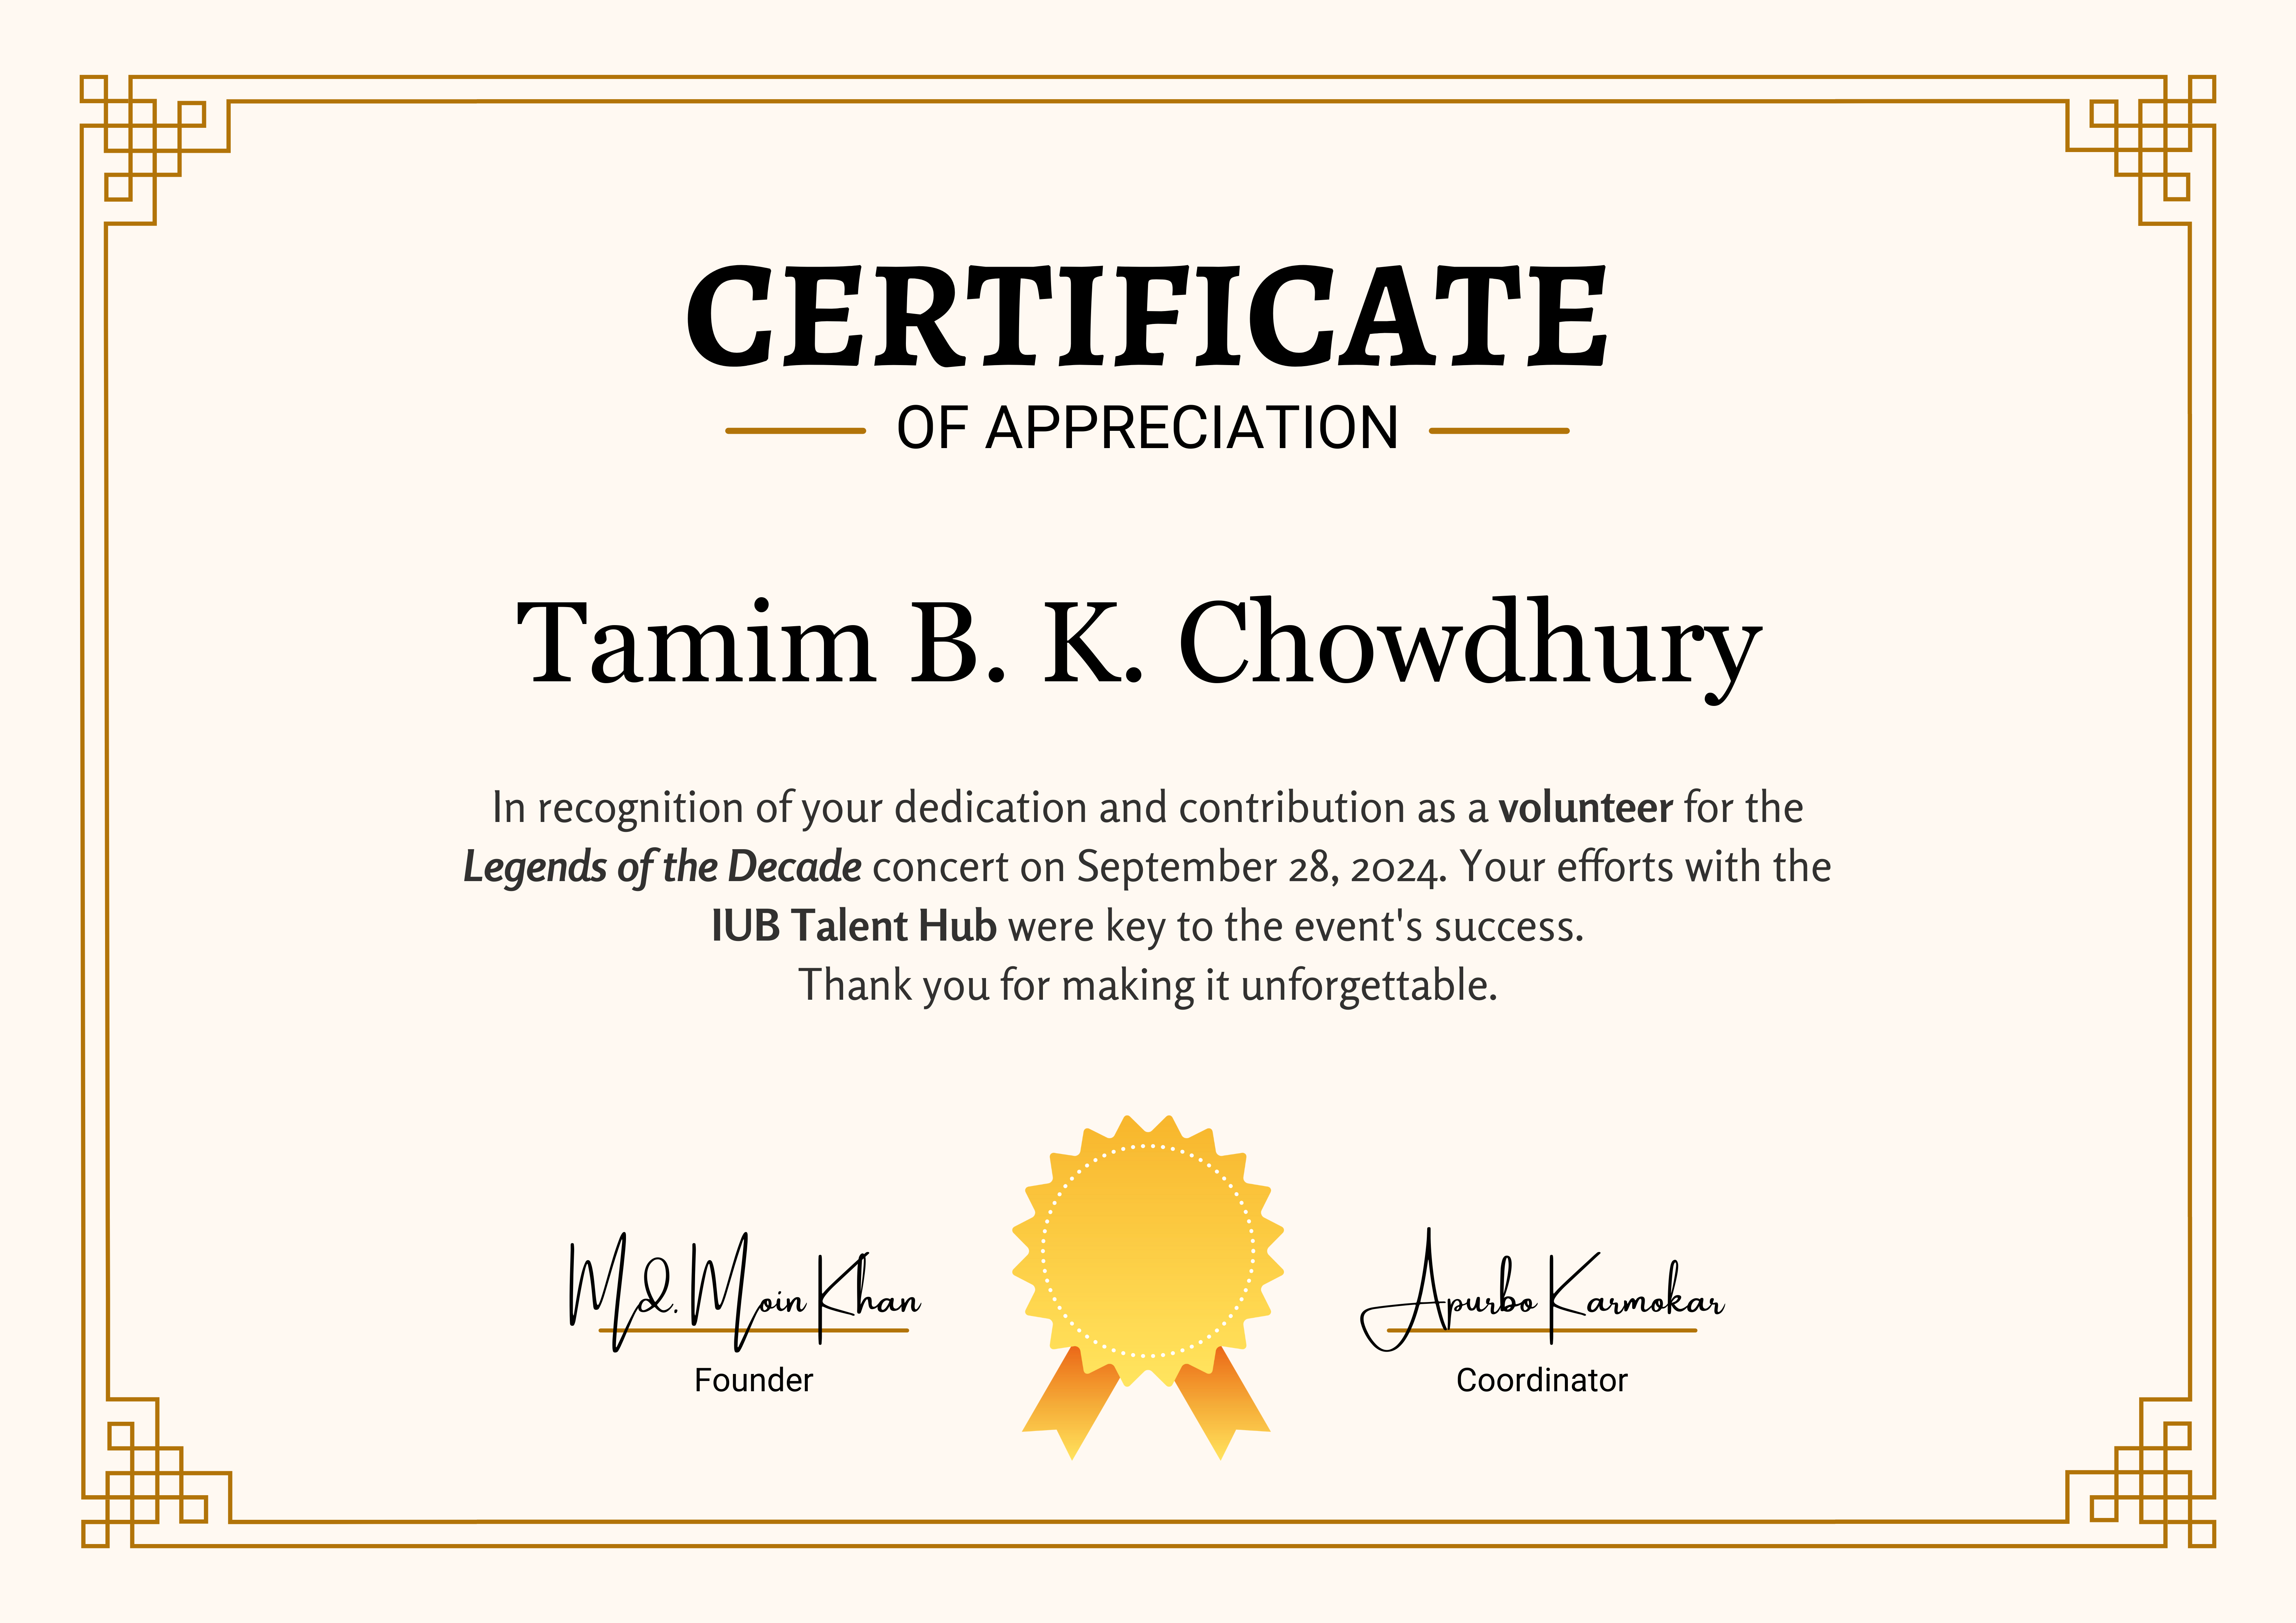 CERTIFICATE
OF APPRECIATION
Tamim B. K. Chowdhury
In recognition of your dedication and contribution as a volunteer for the
Legends of the Decade concert on September 28, 2024. Your efforts with the
IUB Talent Hub were key to the event's success.
Thank you for making it unforgettable.
Md. Moin Khan
Founder
Apurbo Karmokar
Coordinator